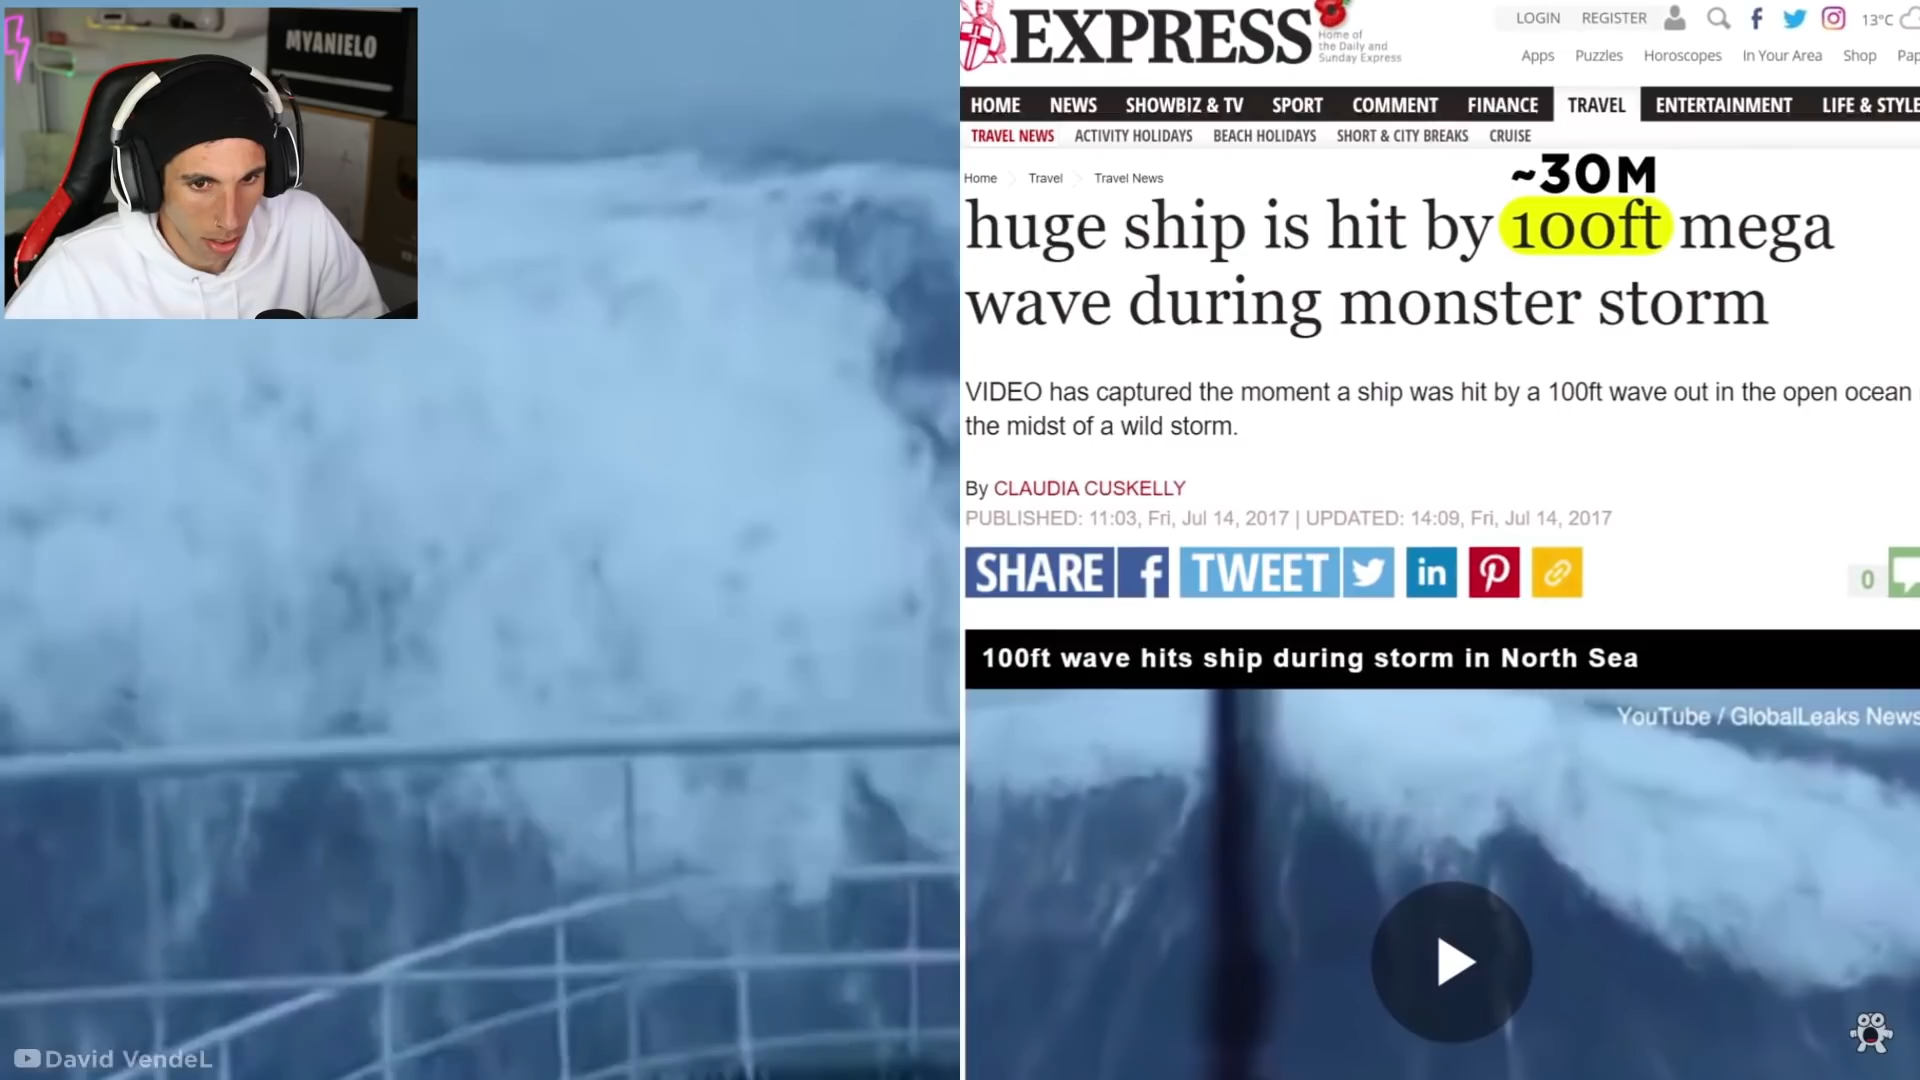 MYANIELO
David VendeL
EXPRESS
Home of
the Daily and
Sunday Express
LOGIN REGISTER 13°C
Apps Puzzles Horoscopes In Your Area Shop Pap
HOME NEWS SHOWBIZ & TV SPORT COMMENT FINANCE TRAVEL ENTERTAINMENT LIFE & STYLE
TRAVEL NEWS ACTIVITY HOLIDAYS BEACH HOLIDAYS SHORT & CITY BREAKS CRUISE
~30M
Home Travel Travel News
huge ship is hit by 100ft mega
wave during monster storm
VIDEO has captured the moment a ship was hit by a 100ft wave out in the open ocean
the midst of a wild storm.
By CLAUDIA CUSKELLY
PUBLISHED: 11:03, Fri, Jul 14, 2017 | UPDATED: 14:09, Fri, Jul 14, 2017
SHARE f TWEET in
0
100ft wave hits ship during storm in North Sea
YouTube / GlobalLeaks News